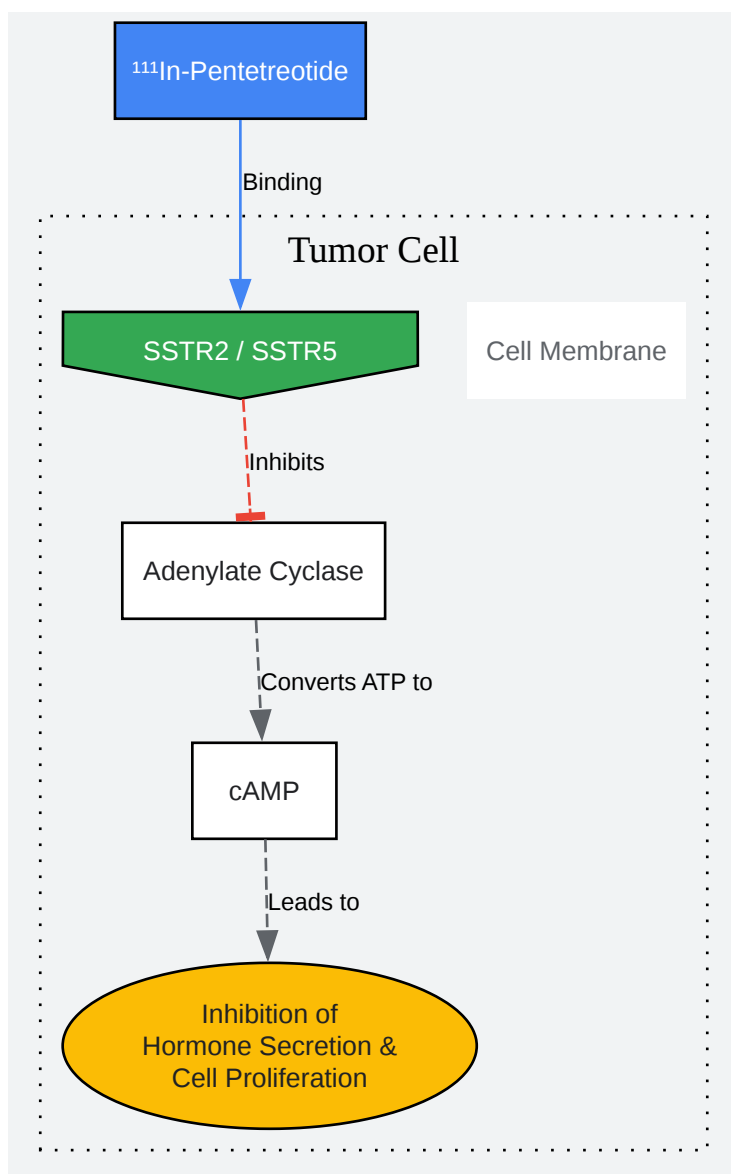 ¹¹¹In-Pentetreotide
Binding
Tumor Cell
SSTR2 / SSTR5
Cell Membrane
Inhibits
Adenylate Cyclase
Converts ATP to
cAMP
Leads to
Inhibition of
Hormone Secretion &
Cell Proliferation